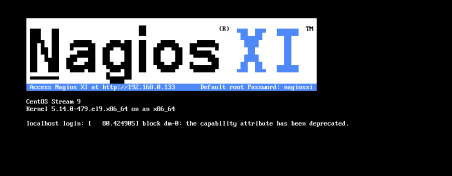 Nagios (R) XI ™
Access Nagios XI at http://192.168.0.133 Default root Password: nagiosxi
CentOS Stream 9
Kernel 5.14.0-479.el9.x86_64 on an x86_64
localhost login: [ 80.424905] block dm-0: the capability attribute has been deprecated.